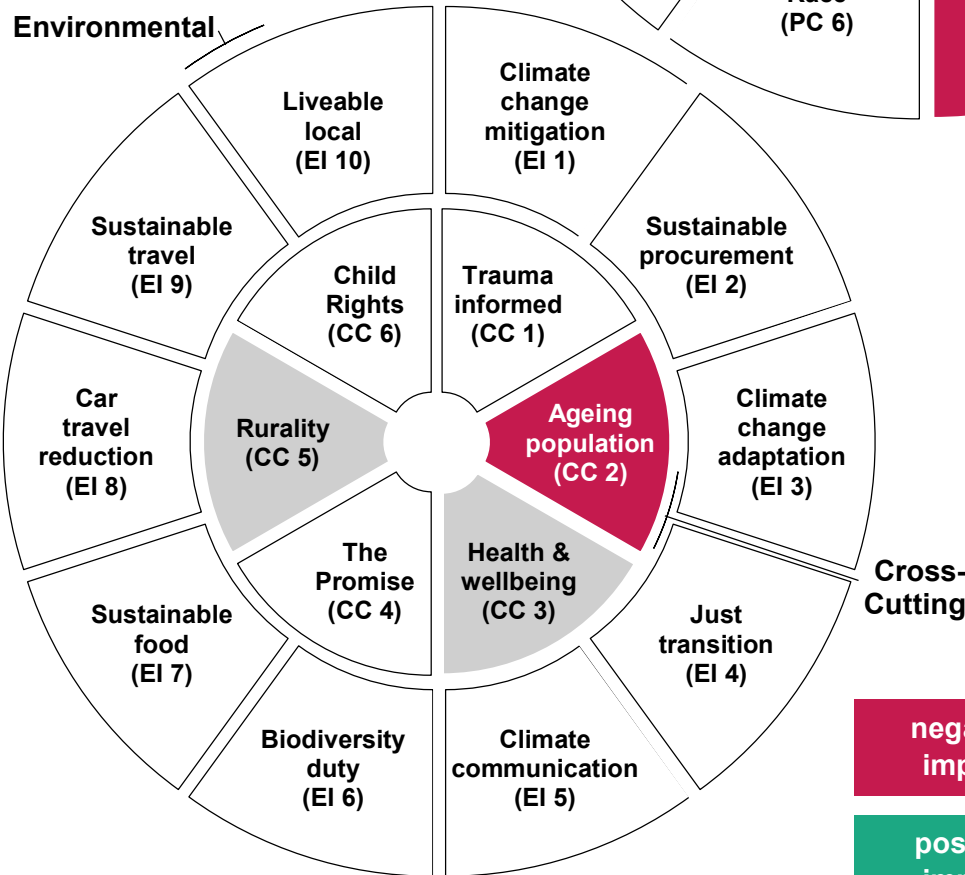 (PC 6)
Environmental
Climate
change
mitigation
(EI 1)
Liveable
local
(EI 10)
Sustainable
procurement
(EI 2)
Sustainable
travel
(EI 9)
Child
Rights
(CC 6)
Trauma
informed
(CC 1)
Climate
change
adaptation
(EI 3)
Car
travel
reduction
(EI 8)
Rurality
(CC 5)
Ageing
population
(CC 2)
The
Promise
(CC 4)
Health &
wellbeing
(CC 3)
Cross-
Cutting
Sustainable
food
(EI 7)
Just
transition
(EI 4)
Biodiversity
duty
(EI 6)
Climate
communication
(EI 5)